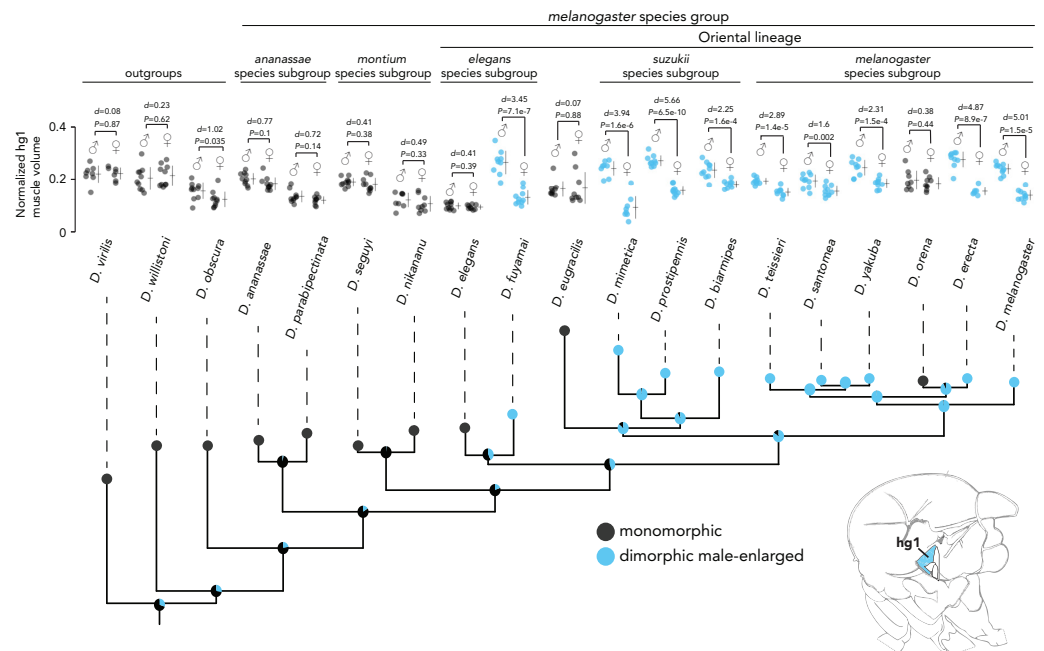 melanogaster species group
Oriental lineage
outgroups
ananassae
species subgroup
montium
species subgroup
elegans
species subgroup
suzukii
species subgroup
melanogaster
species subgroup
Normalized hg1
muscle volume
0.4
0.2
0
d=0.08
P=0.87
♂ ♀
d=0.23
P=0.62
♂ ♀
d=1.02
P=0.035
♂ ♀
d=0.77
P=0.1
♂ ♀
d=0.72
P=0.14
♂ ♀
d=0.41
P=0.38
♂ ♀
d=0.49
P=0.33
♂ ♀
d=0.41
P=0.39
♂ ♀
d=3.45
P=7.1e-7
♂ ♀
d=0.07
P=0.88
♂ ♀
d=3.94
P=1.6e-6
♂ ♀
d=5.66
P=6.5e-10
♂ ♀
d=2.25
P=1.6e-4
♂ ♀
d=2.89
P=1.4e-5
♂ ♀
d=1.6
P=0.002
♂ ♀
d=2.31
P=1.5e-4
♂ ♀
d=0.38
P=0.44
♂ ♀
d=4.87
P=8.9e-7
♂ ♀
d=5.01
P=1.5e-5
♂ ♀
D. virilis
D. willistoni
D. obscura
D. ananassae
D. parabipectinata
D. seguyi
D. nikananu
D. elegans
D. fuyamai
D. eugracilis
D. mimetica
D. prostipennis
D. biarmipes
D. teissieri
D. santomea
D. yakuba
D. orena
D. erecta
D. melanogaster
monomorphic
dimorphic male-enlarged
hg1